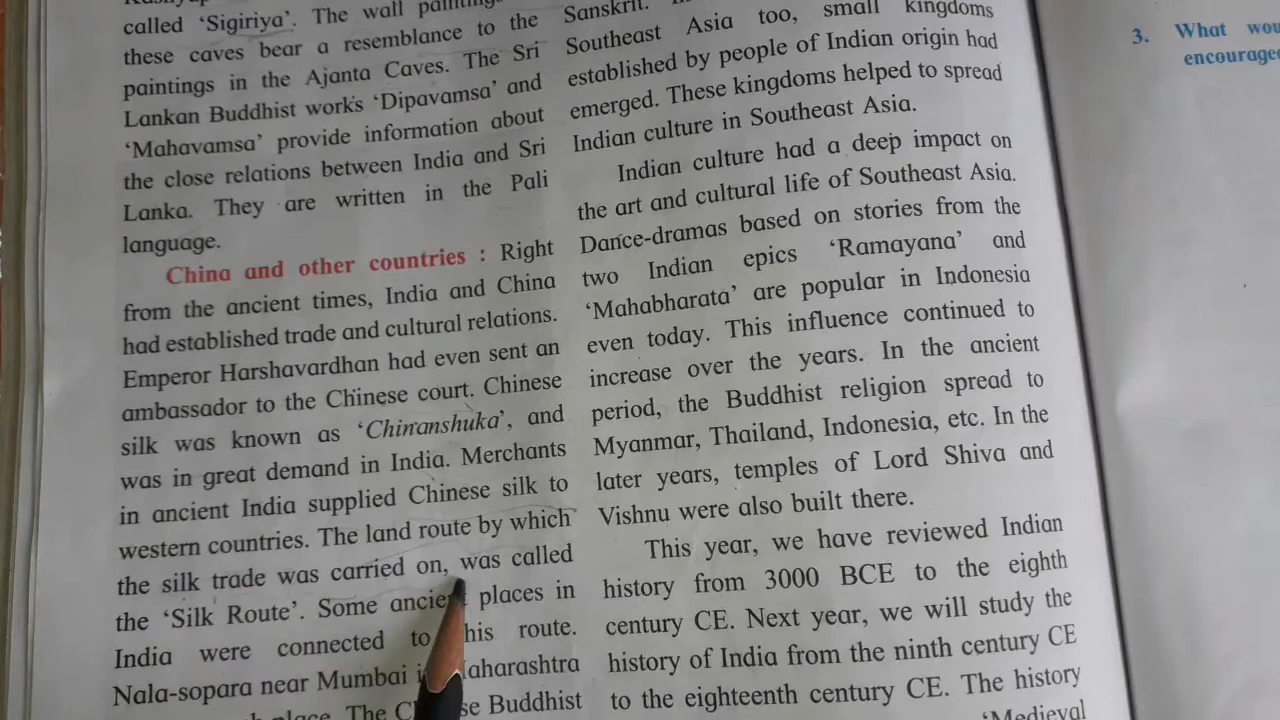 called ‘Sigiriya’. The wall paintings
these caves bear a resemblance to the
paintings in the Ajanta Caves. The Sri
Lankan Buddhist works ‘Dipavamsa’ and
‘Mahavamsa’ provide information about
the close relations between India and Sri
Lanka. They are written in the Pali
language.
China and other countries : Right
from the ancient times, India and China
had established trade and cultural relations.
Emperor Harshavardhan had even sent an
ambassador to the Chinese court. Chinese
silk was known as ‘Chinanshuka’, and
was in great demand in India. Merchants
in ancient India supplied Chinese silk to
western countries. The land route by which
the silk trade was carried on, was called
the ‘Silk Route’. Some places in
India were connected to route.
Nala-sopara near Mumbai
place. The Buddhist
Sanskrit.
Southeast Asia too, small kingdoms
established by people of Indian origin had
emerged. These kingdoms helped to spread
Indian culture in Southeast Asia.
Indian culture had a deep impact on
the art and cultural life of Southeast Asia.
Dance-dramas based on stories from the
two Indian epics ‘Ramayana’ and
‘Mahabharata’ are popular in Indonesia
even today. This influence continued to
increase over the years. In the ancient
period, the Buddhist religion spread to
Myanmar, Thailand, Indonesia, etc. In the
later years, temples of Lord Shiva and
Vishnu were also built there.
This year, we have reviewed Indian
history from 3000 BCE to the eighth
century CE. Next year, we will study the
history of India from the ninth century CE
to the eighteenth century CE. The history
‘Medieval
3. What